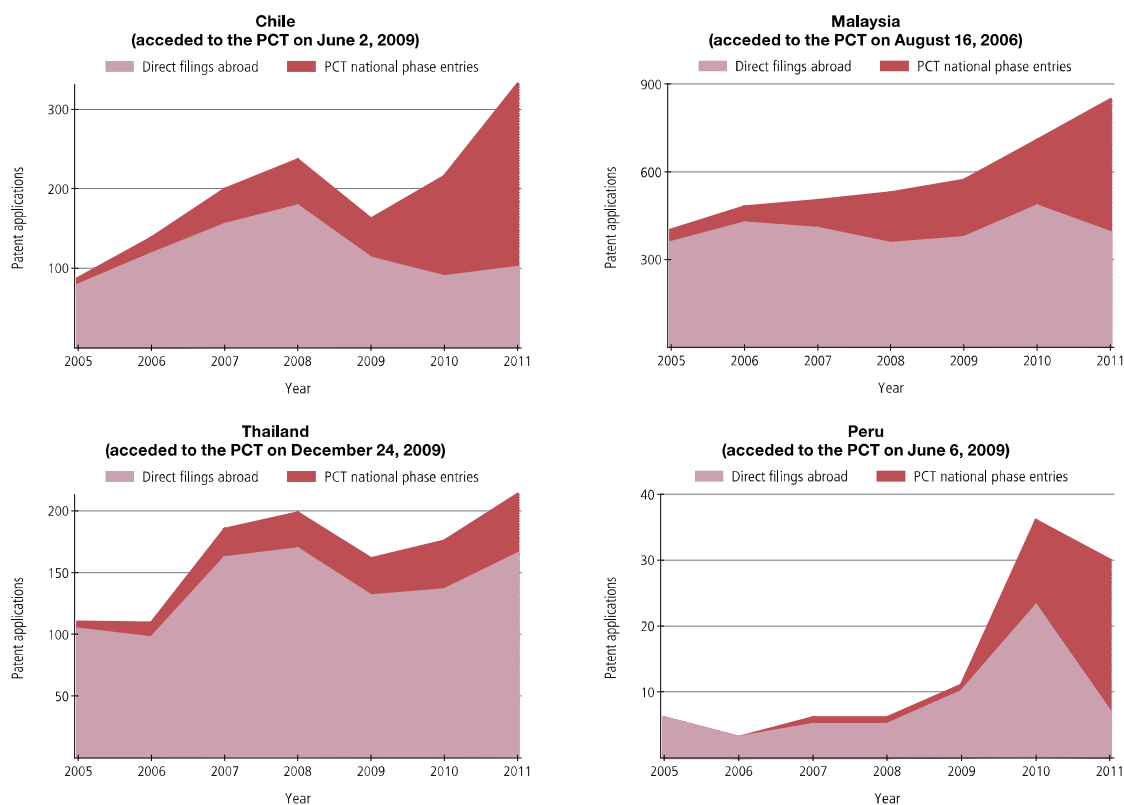 Chile
(acceded to the PCT on June 2, 2009)
Direct filings abroad PCT national phase entries
300
200
100
Patent applications
2005 2006 2007 2008 2009 2010 2011
Year
Malaysia
(acceded to the PCT on August 16, 2006)
Direct filings abroad PCT national phase entries
900
600
300
Patent applications
2005 2006 2007 2008 2009 2010 2011
Year
Thailand
(acceded to the PCT on December 24, 2009)
Direct filings abroad PCT national phase entries
200
150
100
50
Patent applications
2005 2006 2007 2008 2009 2010 2011
Year
Peru
(acceded to the PCT on June 6, 2009)
Direct filings abroad PCT national phase entries
40
30
20
10
Patent applications
2005 2006 2007 2008 2009 2010 2011
Year